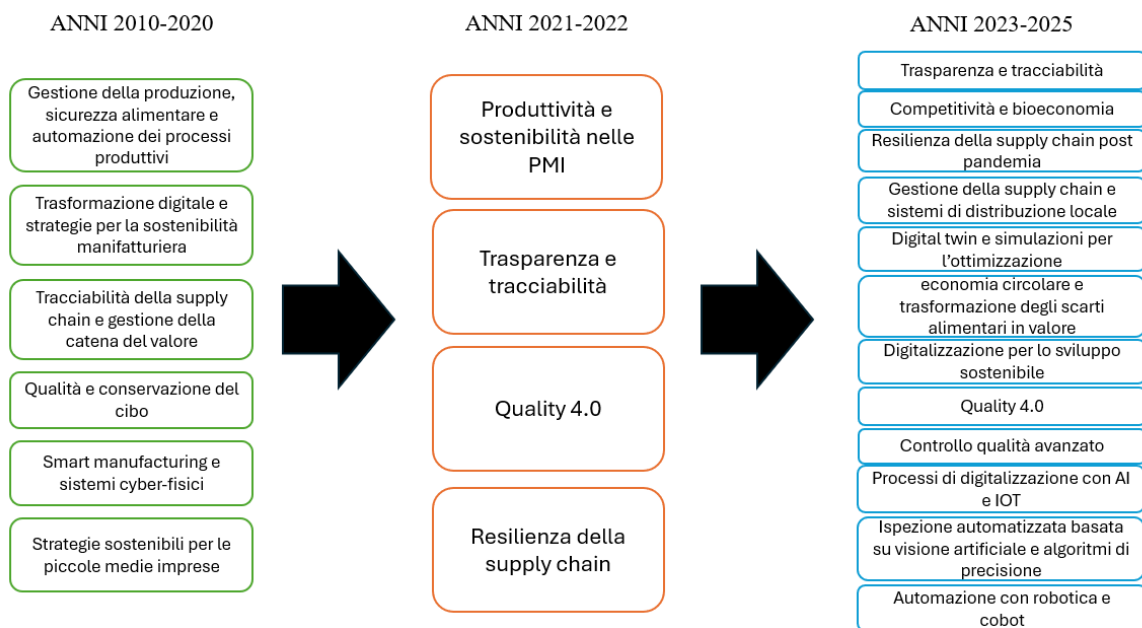 ANNI 2010-2020
Gestione della produzione,
sicurezza alimentare e
automazione dei processi
produttivi
Trasformazione digitale e
strategie per la sostenibilità
manifatturiera
Tracciabilità della supply
chain e gestione della
catena del valore
Qualità e conservazione del
cibo
Smart manufacturing e
sistemi cyber-fisici
Strategie sostenibili per le
piccole medie imprese
ANNI 2021-2022
Produttività e
sostenibilità nelle
PMI
Trasparenza e
tracciabilità
Quality 4.0
Resilienza della
supply chain
ANNI 2023-2025
Trasparenza e tracciabilità
Competitività e bioeconomia
Resilienza della supply chain post
pandemia
Gestione della supply chain e
sistemi di distribuzione locale
Digital twin e simulazioni per
l'ottimizzazione
economia circolare e
trasformazione degli scarti
alimentari in valore
Digitalizzazione per lo sviluppo
sostenibile
Quality 4.0
Controllo qualità avanzato
Processi di digitalizzazione con AI
e IOT
Ispezione automatizzata basata
su visione artificiale e algoritmi di
precisione
Automazione con robotica e
cobot